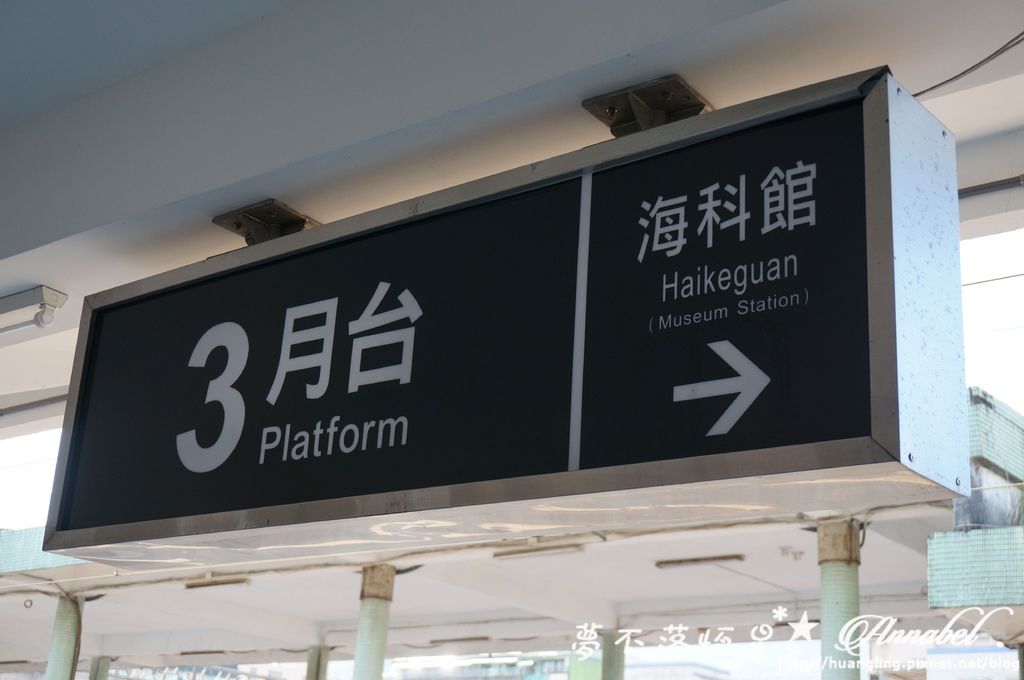 3月台
Platform
海科館
Haikeguan
(Museum Station)
→
夢不落
Annabel
http://huangling.pixnet.net/blog